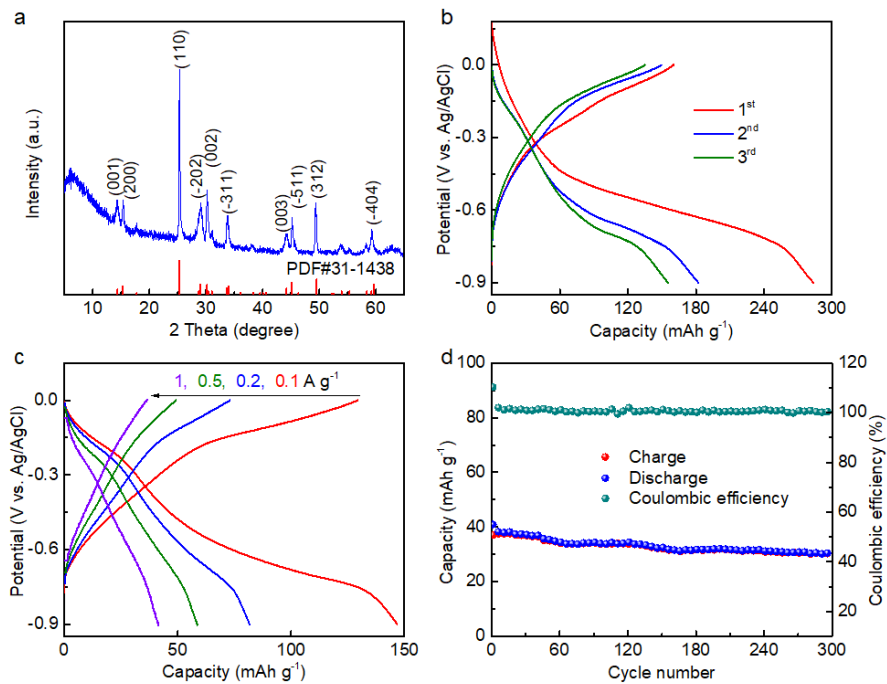 a
Intensity (a.u.)
(001)
(200)
(110)
(-202)
(002)
(-311)
(003)
(-511)
(312)
(-404)
PDF#31-1438
10 20 30 40 50 60
2 Theta (degree)
b
Potential (V vs. Ag/AgCl)
0.0
-0.3
-0.6
-0.9
1st
2nd
3rd
0 60 120 180 240 300
Capacity (mAh g-1)
c
1, 0.5, 0.2, 0.1 A g-1
Potential (V vs. Ag/AgCl)
0.0
-0.3
-0.6
-0.9
0 50 100 150
Capacity (mAh g-1)
d
Capacity (mAh g-1)
100
80
60
40
20
0
Charge
Discharge
Coulombic efficiency
120
100
80
60
40
20
Coulombic efficiency (%)
0 60 120 180 240 300
Cycle number